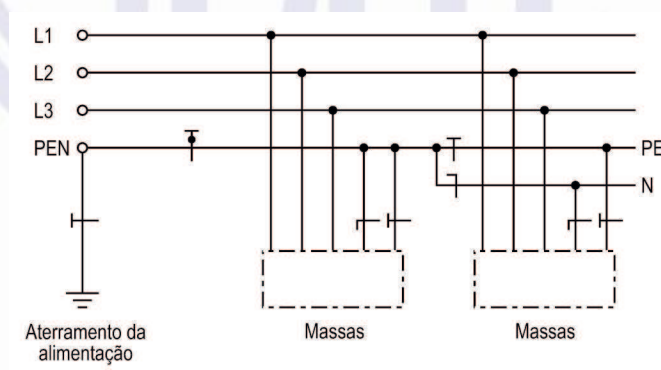 L1
L2
L3
PEN
PE
N
Aterramento da
alimentação
Massas
Massas